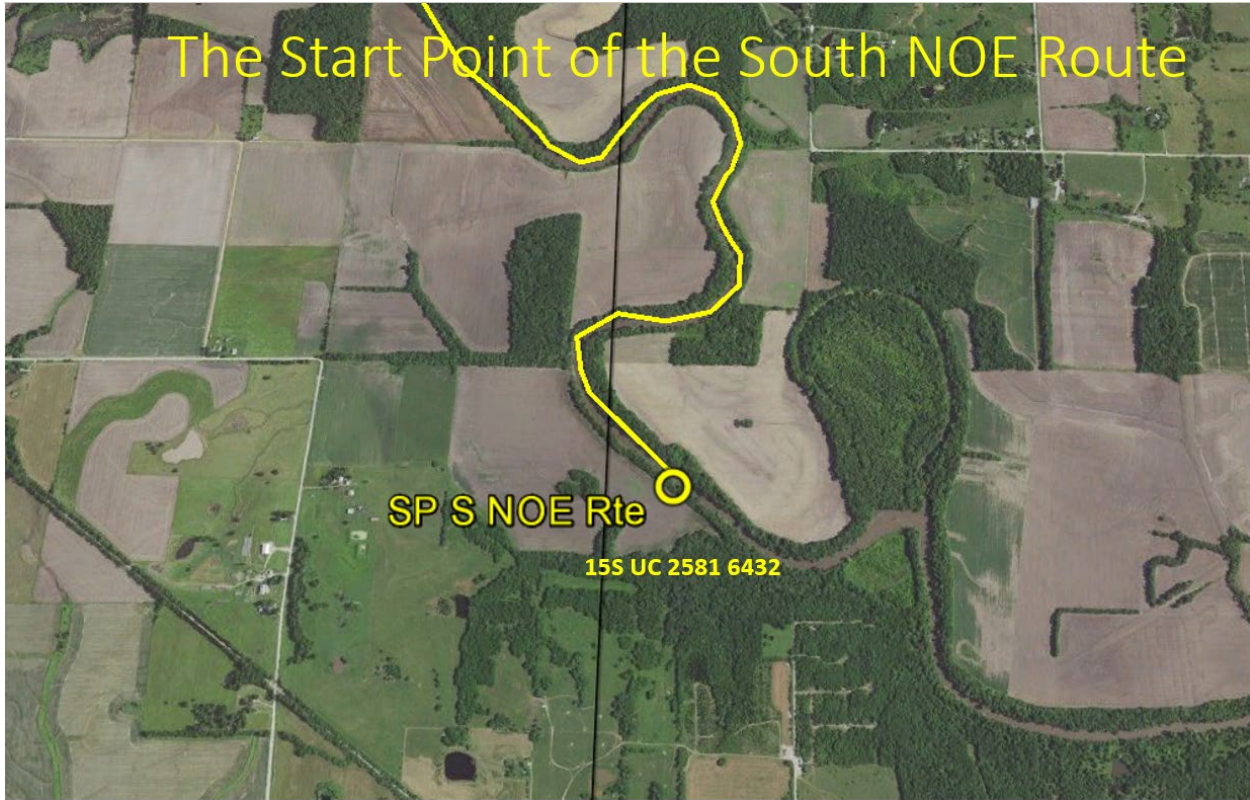 The Start Point of the South NOE Route
SP S NOE Rte
15S UC 2581 6432